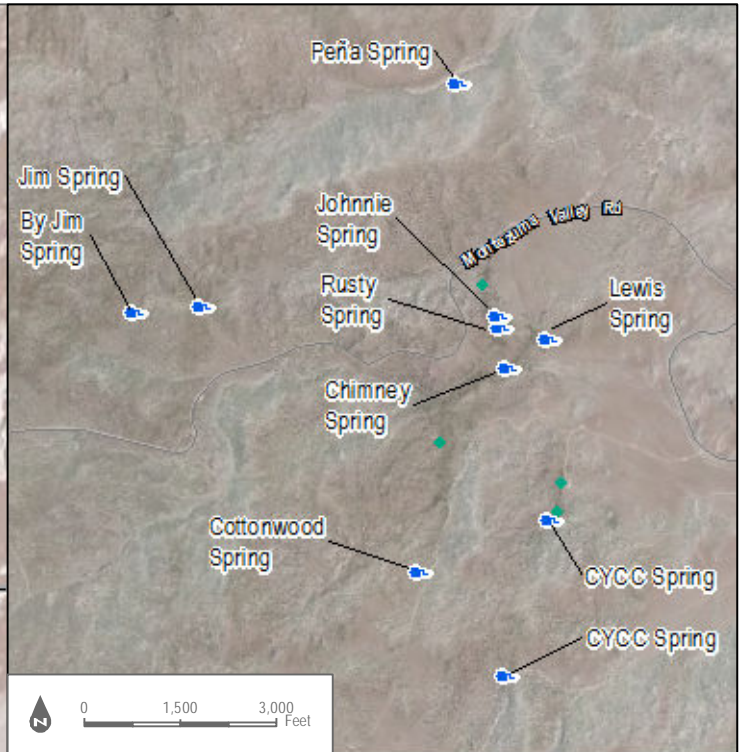 Peña Spring
Jim Spring
By Jim
Spring
Johnnie
Spring
Montezuma Valley Rd
Rusty
Spring
Lewis
Spring
Chimney
Spring
Cottonwood
Spring
CYCC Spring
CYCC Spring
N
0 1,500 3,000
Feet